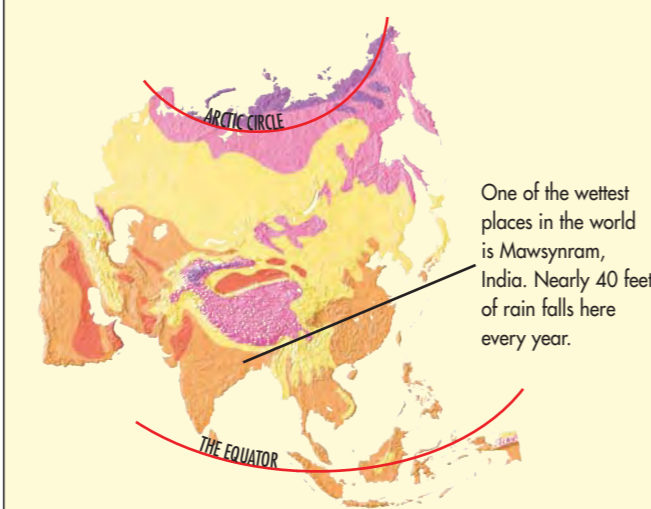 ARCTIC CIRCLE
One of the wettest
places in the world
is Mawsynram,
India. Nearly 40 feet
of rain falls here
every year.
THE EQUATOR